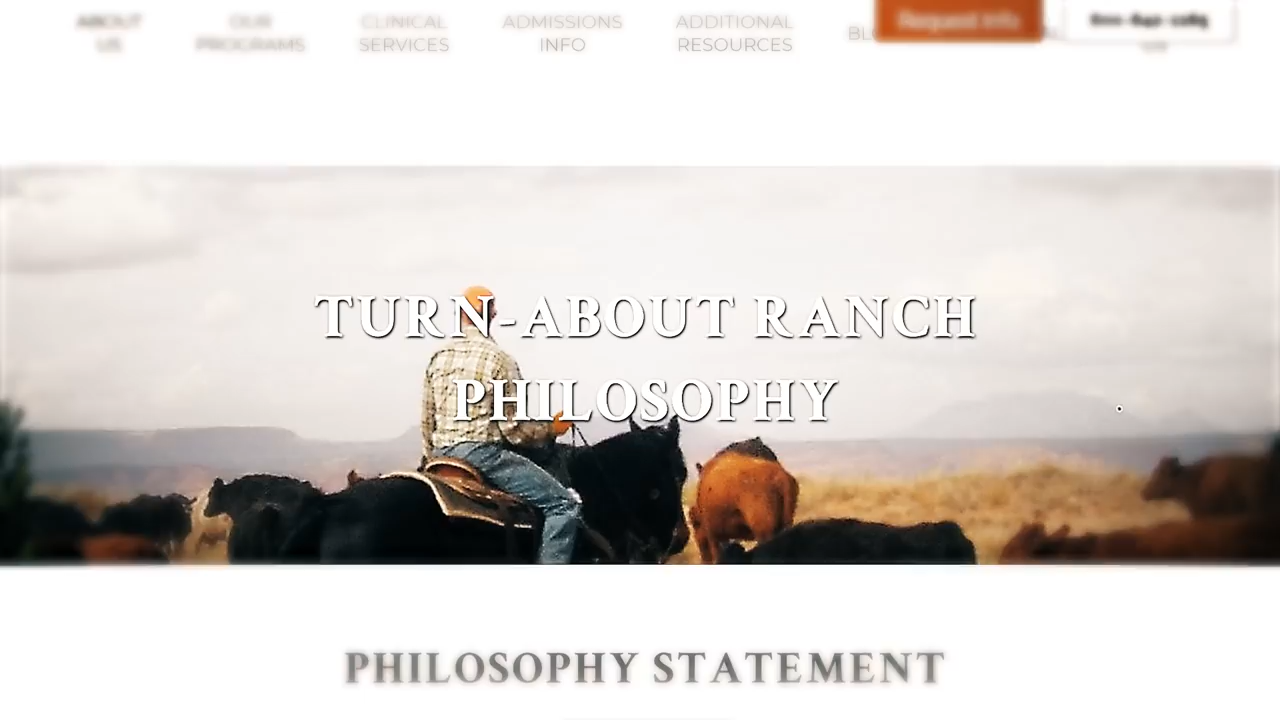 ABOUT US
OUR PROGRAMS
CLINICAL SERVICES
ADMISSIONS INFO
ADDITIONAL RESOURCES
Request Info
TURN-ABOUT RANCH
PHILOSOPHY
PHILOSOPHY STATEMENT